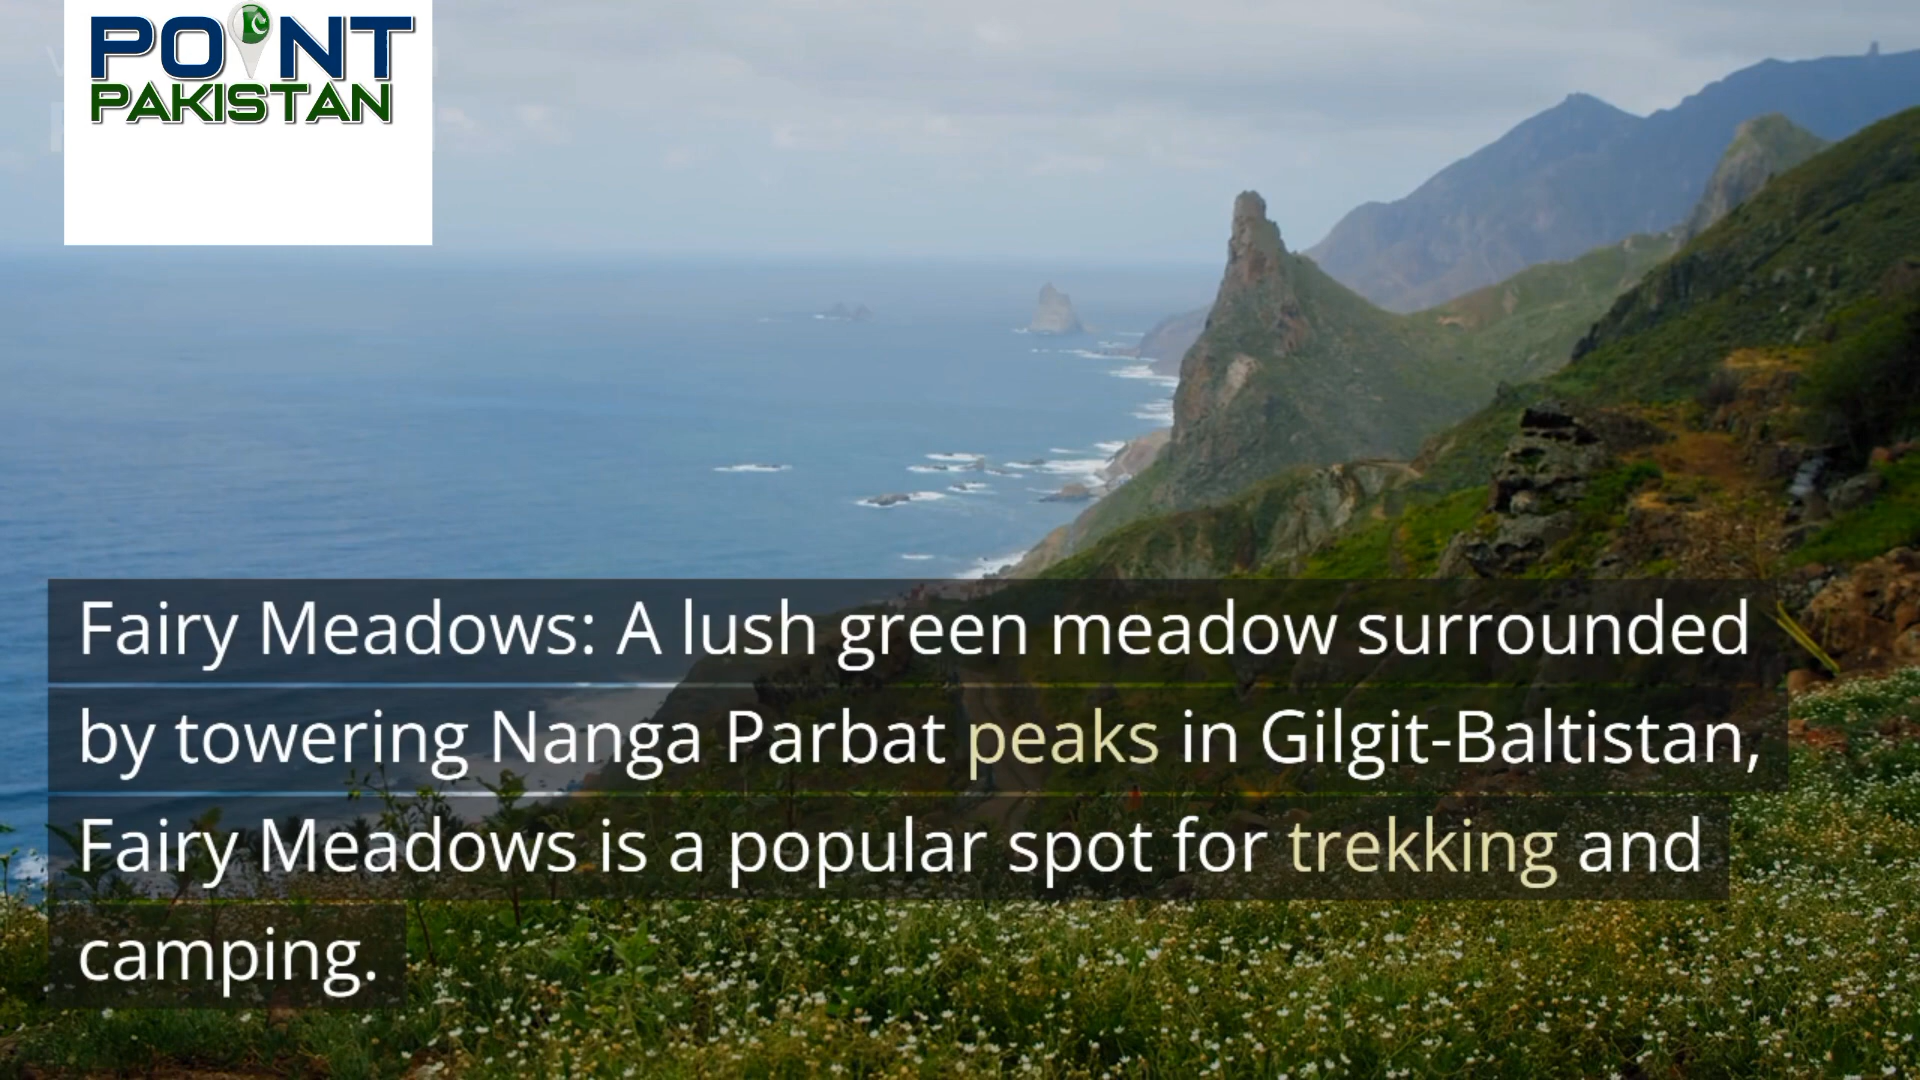 POINT
PAKISTAN
Fairy Meadows: A lush green meadow surrounded
by towering Nanga Parbat peaks in Gilgit-Baltistan,
Fairy Meadows is a popular spot for trekking and
camping.